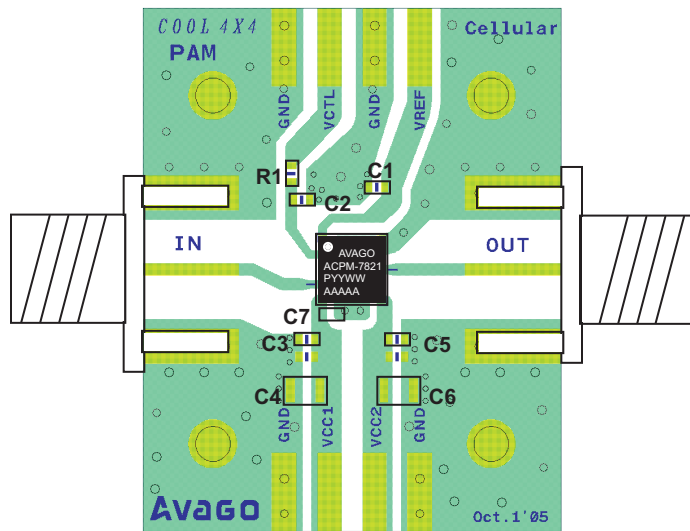 COOL 4X4
Cellular
PAM
GND
VCTL
GND
VREF
R1
C1
C2
IN
OUT
AVAGO
ACPM-7821
PYYWW
AAAAA
C7
C3
C5
C4
C6
GND
VCC1
VCC2
GND
Avago
Oct.1'05